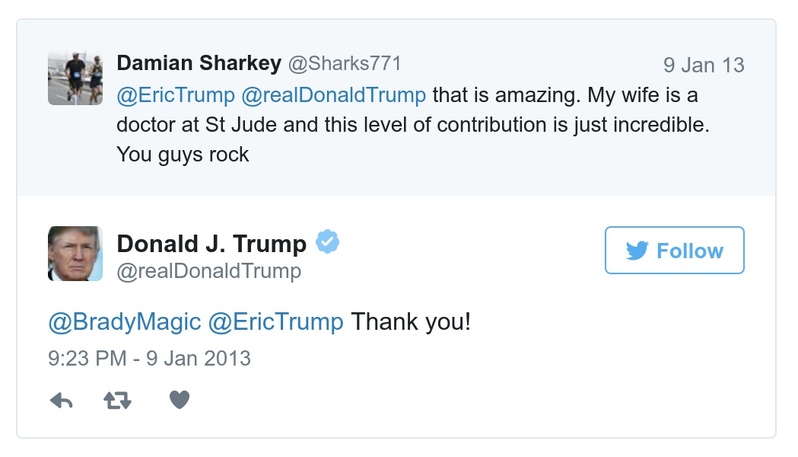 Damian Sharkey @Sharks771 9 Jan 13
@EricTrump @realDonaldTrump that is amazing. My wife is a
doctor at St Jude and this level of contribution is just incredible.
You guys rock
Donald J. Trump
@realDonaldTrump
Follow
@BradyMagic @EricTrump Thank you!
9:23 PM - 9 Jan 2013